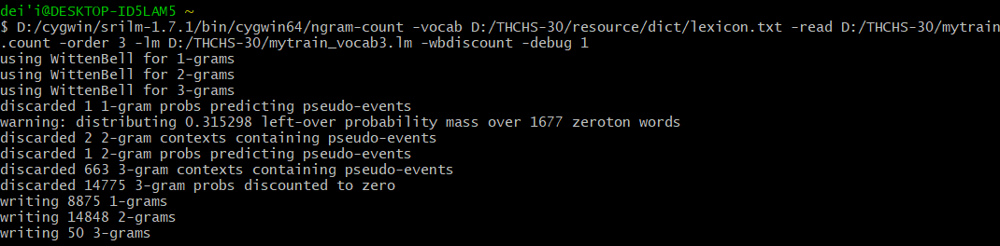 dei'i@DESKTOP-ID5LAM5 ~
$ D:/cygwin/srilm-1.7.1/bin/cygwin64/ngram-count -vocab D:/THCHS-30/resource/dict/lexicon.txt -read D:/THCHS-30/mytrain
.count -order 3 -lm D:/THCHS-30/mytrain_vocab3.lm -wbdiscount -debug 1
using WittenBell for 1-grams
using WittenBell for 2-grams
using WittenBell for 3-grams
discarded 1 1-gram probs predicting pseudo-events
warning: distributing 0.315298 left-over probability mass over 1677 zeroton words
discarded 2 2-gram contexts containing pseudo-events
discarded 1 2-gram probs predicting pseudo-events
discarded 663 3-gram contexts containing pseudo-events
discarded 14775 3-gram probs discounted to zero
writing 8875 1-grams
writing 14848 2-grams
writing 50 3-grams